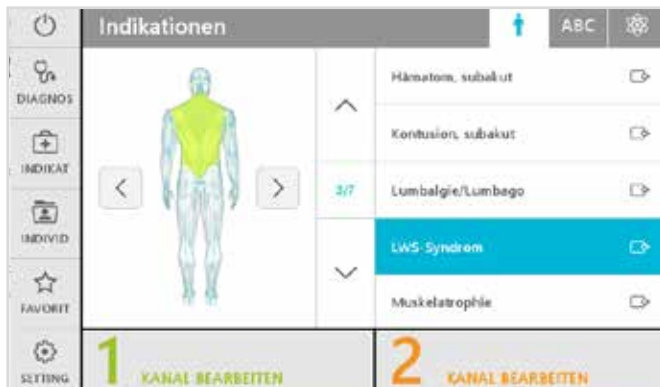 Indikationen
ABC
DIAGNOS
INDIKAT
INDIVID
FAVORIT
SETTING
Hämatom, subakut
Kontusion, subakut
3/7
Lumbalgie/Lumbago
LWS-Syndrom
Muskelatrophie
1 KANAL BEARBEITEN
2 KANAL BEARBEITEN